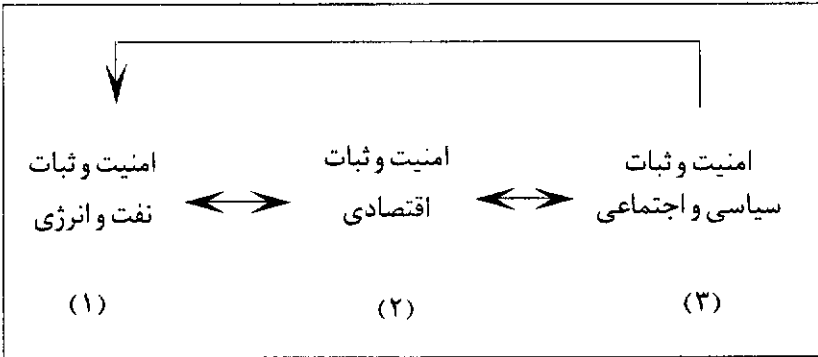 امنیت و ثبات
سیاسی و اجتماعی
(۳)
امنیت و ثبات
اقتصادی
(۲)
امنیت و ثبات
نفت و انرژی
(۱)